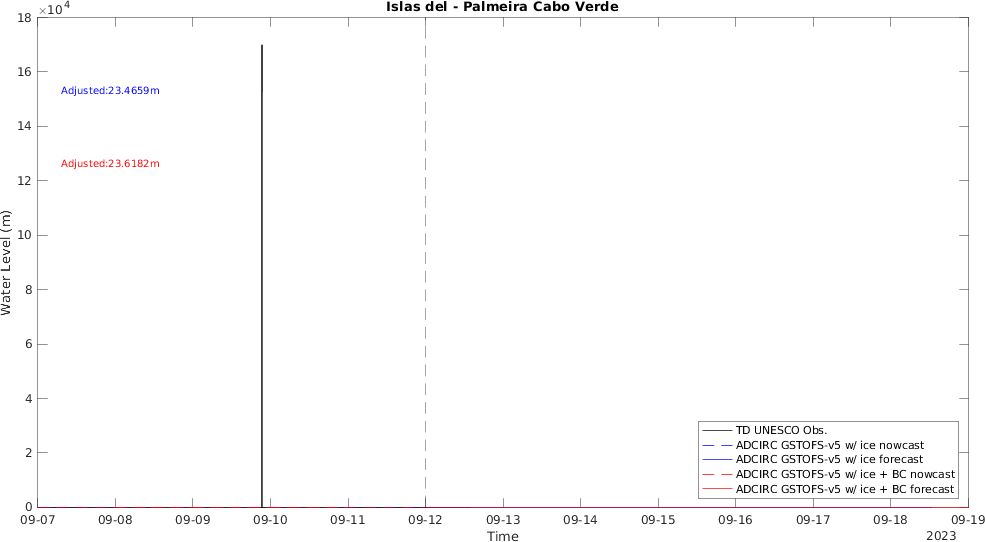 Islas del - Palmeira Cabo Verde
×10⁴
18
16
14
12
10
8
6
4
2
0
Water Level (m)
Adjusted:23.4659m
Adjusted:23.6182m
TD UNESCO Obs.
ADCIRC GSTOFS-v5 w/ ice nowcast
ADCIRC GSTOFS-v5 w/ ice forecast
ADCIRC GSTOFS-v5 w/ ice + BC nowcast
ADCIRC GSTOFS-v5 w/ ice + BC forecast
09-07 09-08 09-09 09-10 09-11 09-12 09-13 09-14 09-15 09-16 09-17 09-18 09-19
Time
2023